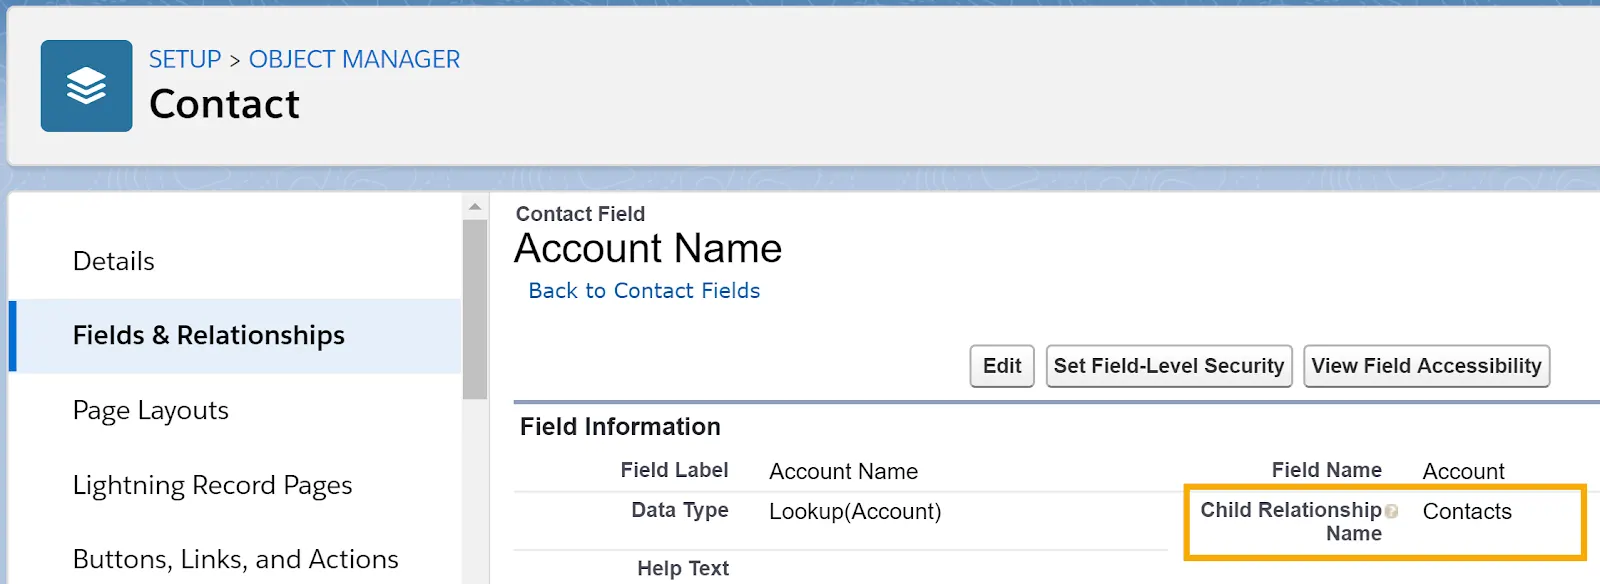 SETUP > OBJECT MANAGER
Contact
Details
Fields & Relationships
Page Layouts
Lightning Record Pages
Buttons, Links, and Actions
Contact Field
Account Name
Back to Contact Fields
Edit Set Field-Level Security View Field Accessibility
Field Information
Field Label Account Name Field Name Account
Data Type Lookup(Account) Child Relationship ? Contacts
Name
Help Text